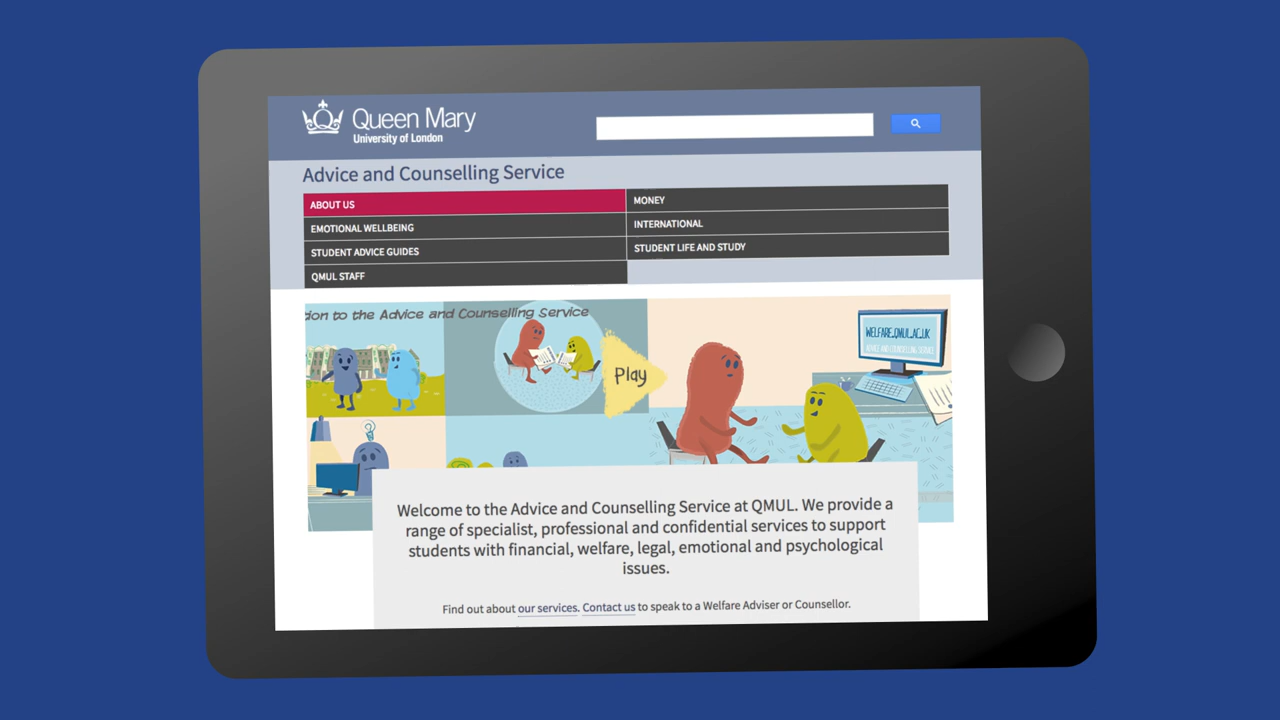 Queen Mary
University of London
Advice and Counselling Service
ABOUT US
MONEY
EMOTIONAL WELLBEING
INTERNATIONAL
STUDENT ADVICE GUIDES
STUDENT LIFE AND STUDY
QMUL STAFF
to the Advice and Counselling Service
Play
WELFARE.QMUL.AC.UK
ADVICE AND COUNSELLING SERVICE
Welcome to the Advice and Counselling Service at QMUL. We provide a
range of specialist, professional and confidential services to support
students with financial, welfare, legal, emotional and psychological
issues.
Find out about our services. Contact us to speak to a Welfare Adviser or Counsellor.